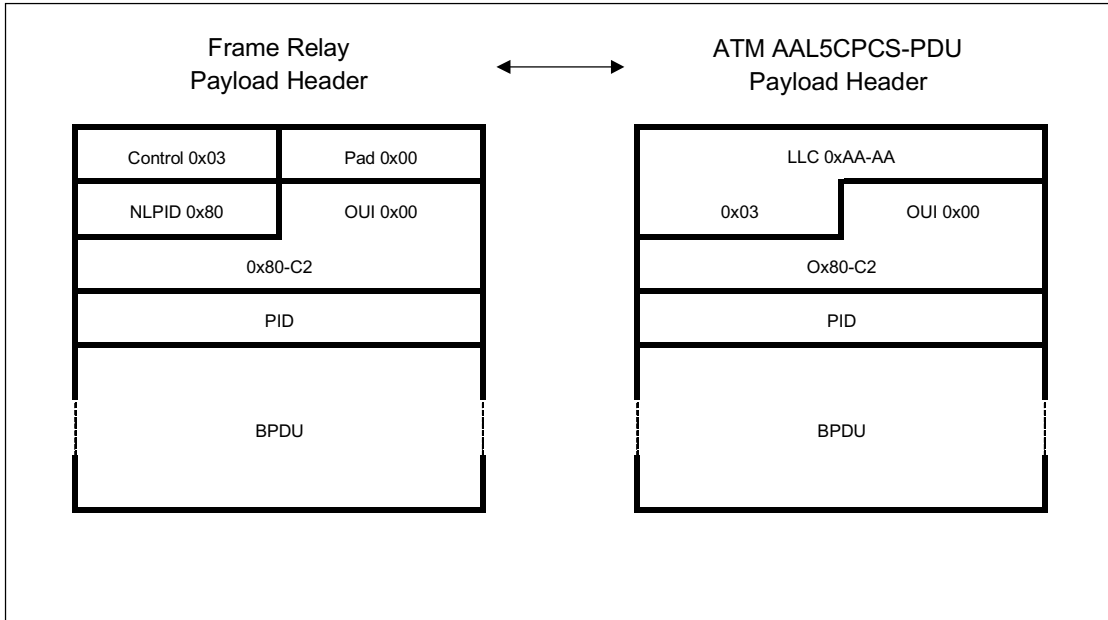 Frame Relay
Payload Header
ATM AAL5CPCS-PDU
Payload Header
Control 0x03
Pad 0x00
NLPID 0x80
OUI 0x00
0x80-C2
PID
BPDU
LLC 0xAA-AA
0x03
OUI 0x00
Ox80-C2
PID
BPDU